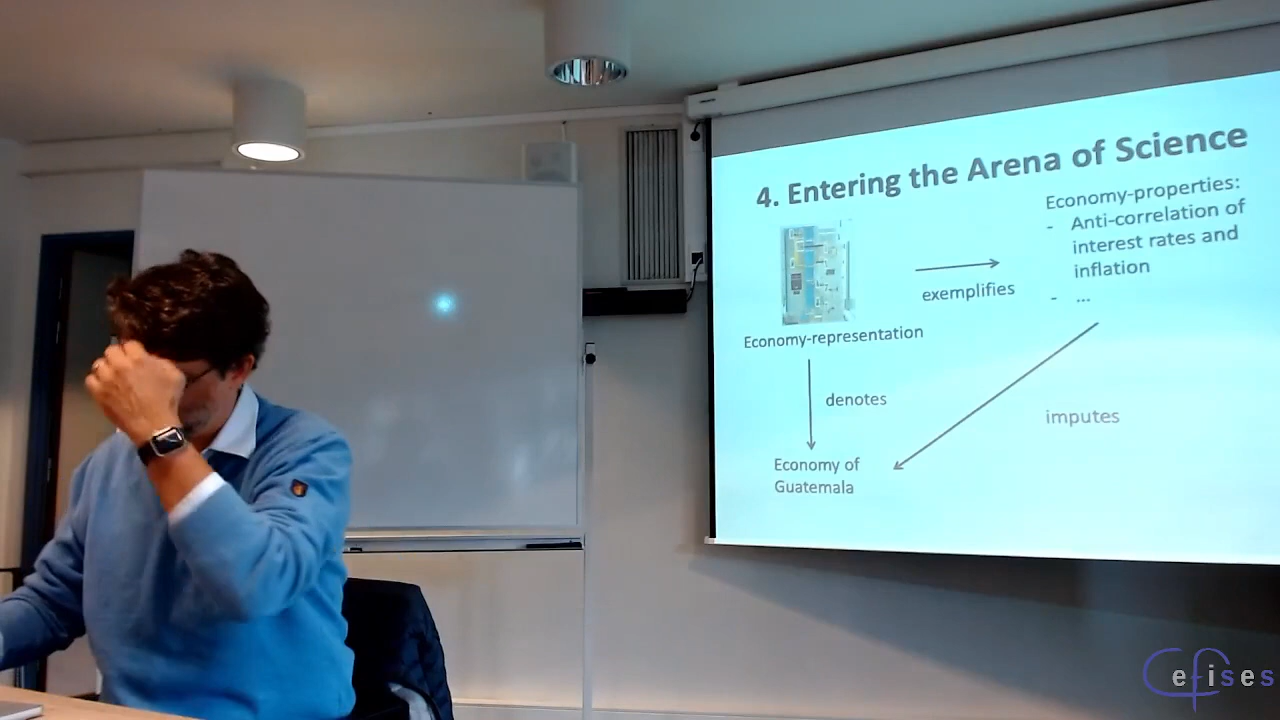 4. Entering the Arena of Science
Economy-properties:
- Anti-correlation of
interest rates and
inflation
- ...
exemplifies
Economy-representation
denotes
imputes
Economy of
Guatemala
Cefises